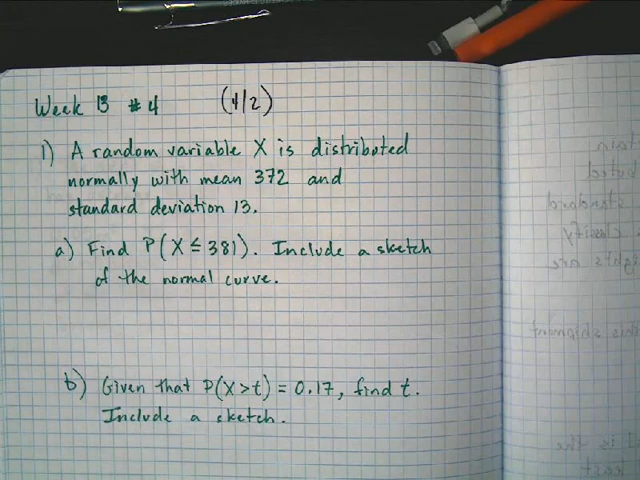 Week 13 #4 (4/2)
1) A random variable X is distributed
normally with mean 372 and
standard deviation 13.
a) Find P(X ≤ 381). Include a sketch
of the normal curve.
b) Given that P(X > t) = 0.17, find t.
Include a sketch.